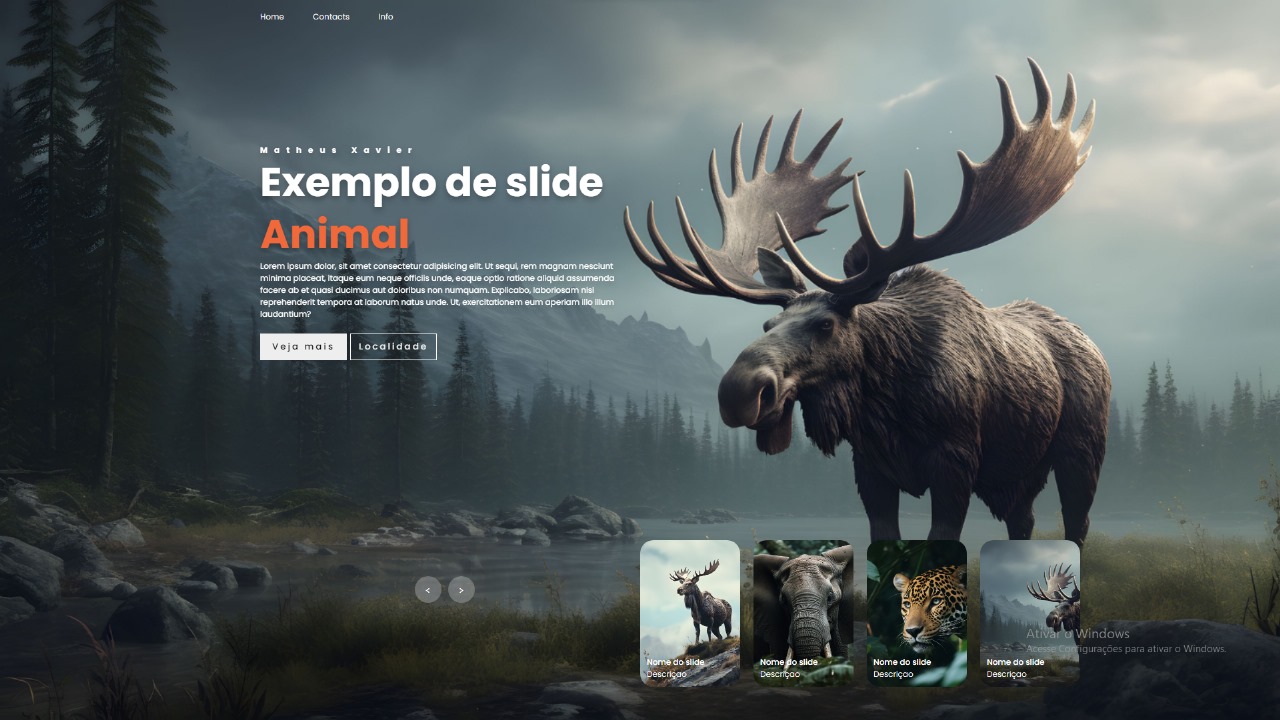 Home Contacts Info
Matheus Xavier
Exemplo de slide
Animal
Lorem ipsum dolor, sit amet consectetur adipisicing elit. Ut sequi, rem magnam nesciunt
minima placeat. Itaque eum neque officiis unde, eaque optio ratione aliquid assumenda
facere ab et quasi ducimus aut doloribus non numquam. Explicabo, laboriosam nisi
reprehenderit tempora at laborum natus unde. Ut, exercitationem eum aperiam illo illum
laudantium?
Veja mais Localidade
< >
Nome do slide
Descriçao
Nome do slide
Descriçao
Nome do slide
Descriçao
Nome do slide
Descriçao
Ativar o Windows
Acesse Configurações para ativar o Windows.